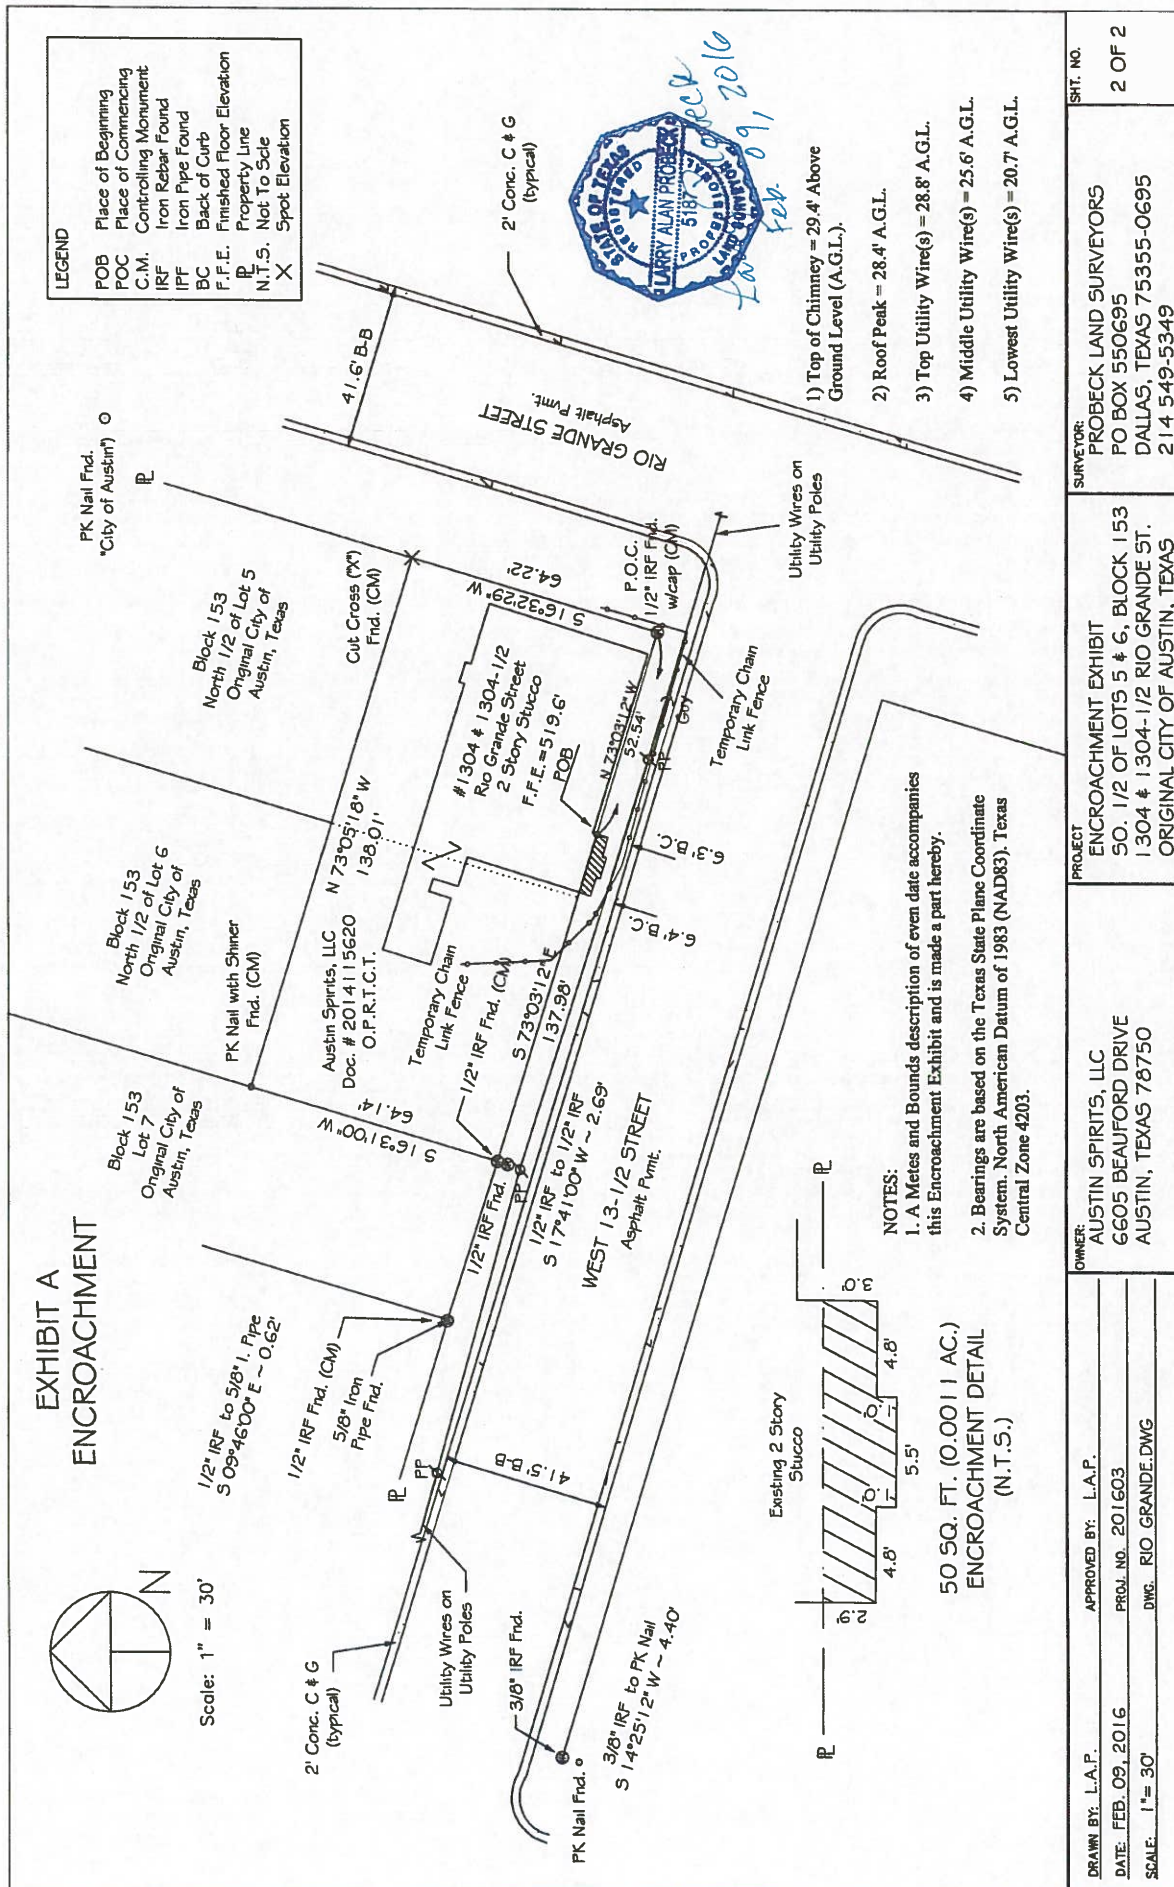 EXHIBIT A
ENCROACHMENT
N
Scale: 1" = 30'
LEGEND
POB Place of Beginning
POC Place of Commencing
C.M. Controlling Monument
IRF Iron Rebar Found
IPF Iron Pipe Found
BC Back of Curb
F.F.E. Finished Floor Elevation
PL Property Line
N.T.S. Not To Scle
X Spot Elevation
PK Nail Fnd.
"City of Austin")
PL
Block 153
North 1/2 of Lot 5
Original City of
Austin, Texas
Block 153
North 1/2 of Lot 6
Original City of
Austin, Texas
Block 153
Lot 7
Original City of
Austin, Texas
PK Nail with Shiner
Fnd. (CM)
Cut Cross ("X")
Fnd. (CM)
N 73°05'18" W
138.01'
Austin Spirits, LLC
Doc. # 2014115620
O.P.R.T.C.T.
#1304 & 1304-1/2
Rio Grande Street
2 Story Stucco
F.F.E.=519.6'
POB
S 16°32'29" W
64.22'
N 73°03'12" W
52.54'
P.O.C.
1/2" IRF Fnd.
w/cap (CM)
41.6' B-B
RIO GRANDE STREET
Asphalt Pvmt.
2' Conc. C & G
(typical)
STATE OF TEXAS
REGISTERED
LARRY ALAN PROBECK
5187
PROFESSIONAL
LAND SURVEYOR
Feb. 09, 2016
1/2" IRF to 5/8" I. Pipe
S 09°46'00" E ~ 0.62'
1/2" IRF Fnd. (CM)
5/8" Iron
Pipe Fnd.
1/2" IRF Fnd.
S 16°31'00" W
64.14'
1/2" IRF Fnd. (CM)
Temporary Chain
Link Fence
S 73°03'12" E
137.98'
PP
PP
PP
Guy
Temporary Chain
Link Fence
Utility Wires on
Utility Poles
6.3' B.C.
6.4' B.C.
1/2" IRF to 1/2" IRF
S 17°41'00" W ~ 2.69'
WEST 13-1/2 STREET
Asphalt Pvmt.
PL
41.5' B-B
2' Conc. C & G
(typical)
Utility Wires on
Utility Poles
3/8" IRF Fnd.
PK Nail Fnd.
3/8" IRF to PK Nail
S 14°25'12" W ~ 4.40'
1) Top of Chimney = 29.4' Above
Ground Level (A.G.L.).
2) Roof Peak = 28.4' A.G.L.
3) Top Utility Wire(s) = 28.8' A.G.L.
4) Middle Utility Wire(s) = 25.6' A.G.L.
5) Lowest Utility Wire(s) = 20.7' A.G.L.
Existing 2 Story
Stucco
PL
PL
2.9'
4.8'
1.0'
5.5'
1.0'
4.8'
3.0'
50 SQ. FT. (0.0011 AC.)
ENCROACHMENT DETAIL
(N.T.S.)
NOTES:
1. A Metes and Bounds description of even date accompanies
this Encroachment Exhibit and is made a part hereby.
2. Bearings are based on the Texas State Plane Coordinate
System. North American Datum of 1983 (NAD83). Texas
Central Zone 4203.
DRAWN BY: L.A.P.
APPROVED BY: L.A.P.
DATE: FEB. 09, 2016
PROJ. NO. 201603
SCALE: 1"= 30'
DWG. RIO GRANDE.DWG
OWNER:
AUSTIN SPIRITS, LLC
6605 BEAUFORD DRIVE
AUSTIN, TEXAS 78750
PROJECT
ENCROACHMENT EXHIBIT
SO. 1/2 OF LOTS 5 & 6, BLOCK 153
1304 & 1304-1/2 RIO GRANDE ST.
ORIGINAL CITY OF AUSTIN, TEXAS
SURVEYOR:
PROBECK LAND SURVEYORS
PO BOX 550695
DALLAS, TEXAS 75355-0695
214 549-5349
SHT. NO.
2 OF 2